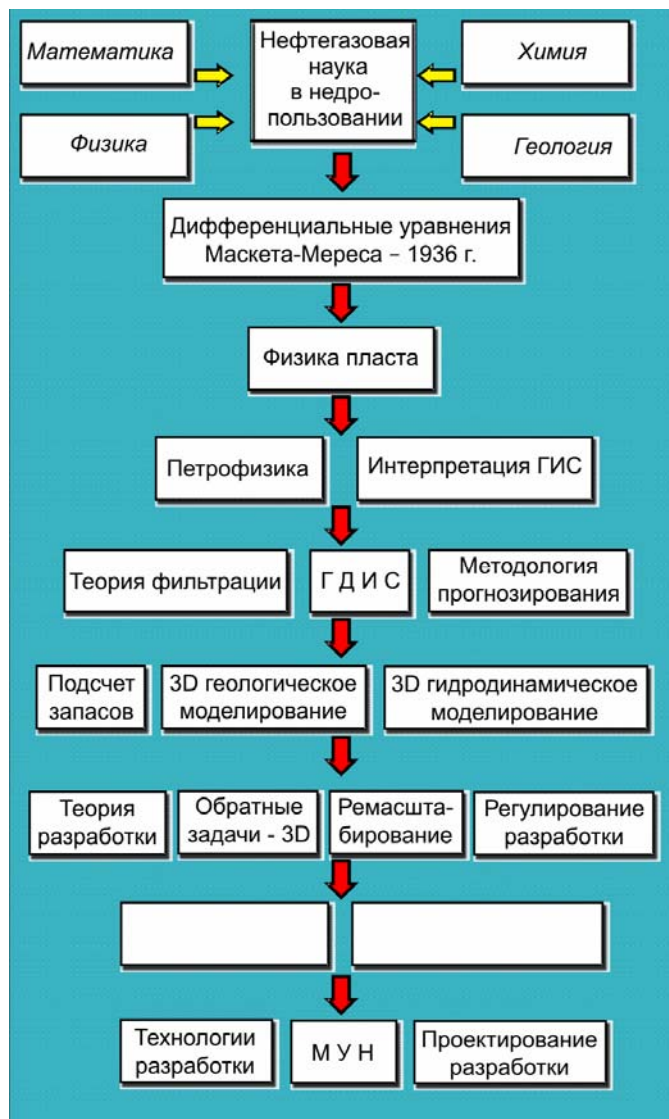 Математика
Нефтегазовая
наука
в недро-
пользовании
Химия
Физика
Геология
Дифференциальные уравнения
Маскета-Мереса – 1936 г.
Физика пласта
Петрофизика
Интерпретация ГИС
Теория фильтрации
Г Д И С
Методология
прогнозирования
Подсчет
запасов
3D геологическое
моделирование
3D гидродинамическое
моделирование
Теория
разработки
Обратные
задачи - 3D
Ремасшта-
бирование
Регулирование
разработки
Технологии
разработки
М У Н
Проектирование
разработки